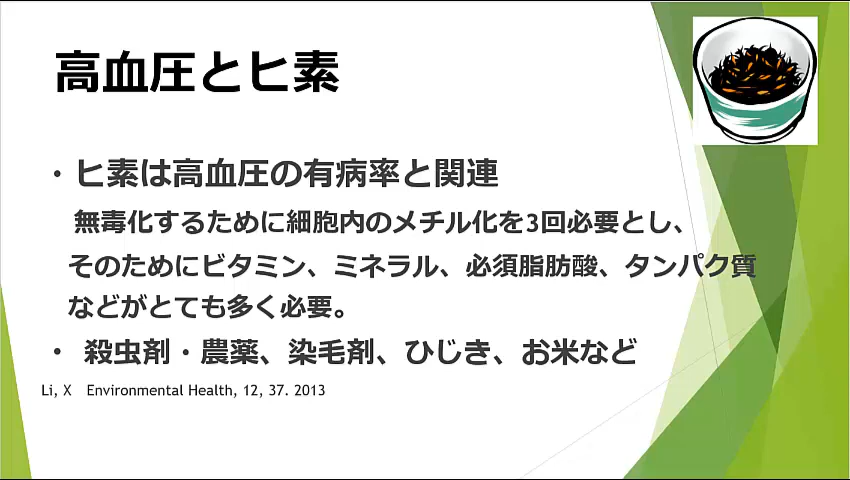 高血圧とヒ素
・ヒ素は高血圧の有病率と関連
無毒化するために細胞内のメチル化を3回必要とし、
そのためにビタミン、ミネラル、必須脂肪酸、タンパク質
などがとても多く必要。
・ 殺虫剤・農薬、染毛剤、ひじき、お米など
Li, X Environmental Health, 12, 37. 2013